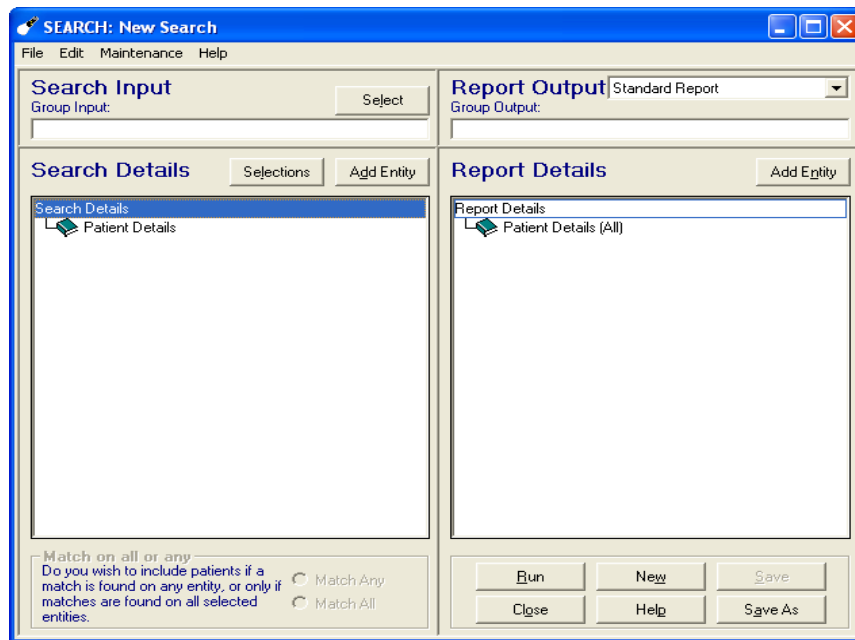 SEARCH: New Search
File Edit Maintenance Help
Search Input
Group Input:
Select
Report Output
Standard Report
Group Output:
Search Details
Selections
Add Entity
Search Details
Patient Details
Match on all or any
Do you wish to include patients if a
match is found on any entity, or only if
matches are found on all selected
entities.
Match Any
Match All
Report Details
Add Entity
Report Details
Patient Details (All)
Run
New
Save
Close
Help
Save As